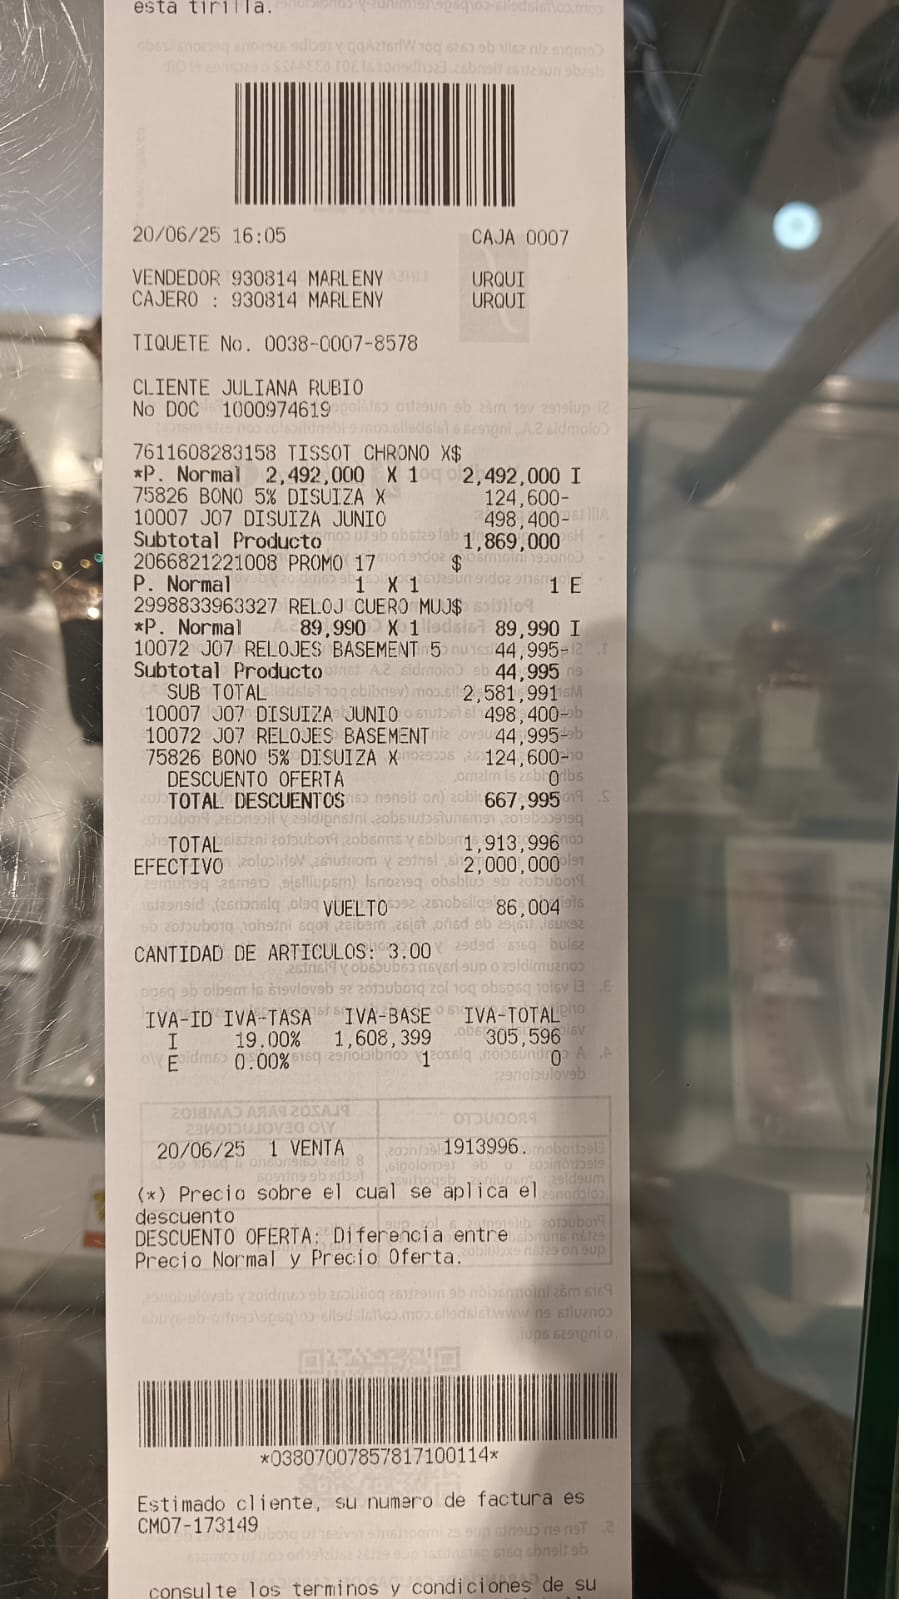 esta tirilla.
20/06/25 16:05 CAJA 0007
VENDEDOR 930814 MARLENY URQUI
CAJERO : 930814 MARLENY URQUI
TIQUETE No. 0038-0007-8578
CLIENTE JULIANA RUBIO
No DOC 1000974619
7611608283158 TISSOT CHRONO X$
*P. Normal 2,492,000 X 1 2,492,000 I
75826 BONO 5% DISUIZA X 124,600-
10007 J07 DISUIZA JUNIO 498,400-
Subtotal Producto 1,869,000
2066821221008 PROMO 17 $
P. Normal 1 X 1 1 E
2998833963327 RELOJ CUERO MUJ$
*P. Normal 89,990 X 1 89,990 I
10072 J07 RELOJES BASEMENT 5 44,995-
Subtotal Producto 44,995
SUB TOTAL 2,581,991
10007 J07 DISUIZA JUNIO 498,400-
10072 J07 RELOJES BASEMENT 44,995-
75826 BONO 5% DISUIZA X 124,600-
DESCUENTO OFERTA 0
TOTAL DESCUENTOS 667,995
TOTAL 1,913,996
EFECTIVO 2,000,000
VUELTO 86,004
CANTIDAD DE ARTICULOS: 3.00
IVA-ID IVA-TASA IVA-BASE IVA-TOTAL
I 19.00% 1,608,399 305,596
E 0.00% 1 0
20/06/25 1 VENTA 1913996.
(*) Precio sobre el cual se aplica el
descuento
DESCUENTO OFERTA: Diferencia entre
Precio Normal y Precio Oferta.
*038070078578171001​14*
Estimado cliente, su numero de factura es
CM07-173149
consulte los terminos y condiciones de su